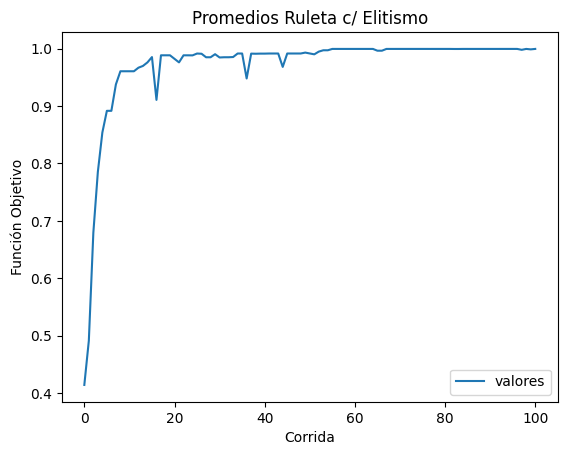 Promedios Ruleta c/ Elitismo
Función Objetivo
1.0
0.9
0.8
0.7
0.6
0.5
0.4
valores
0 20 40 60 80 100
Corrida